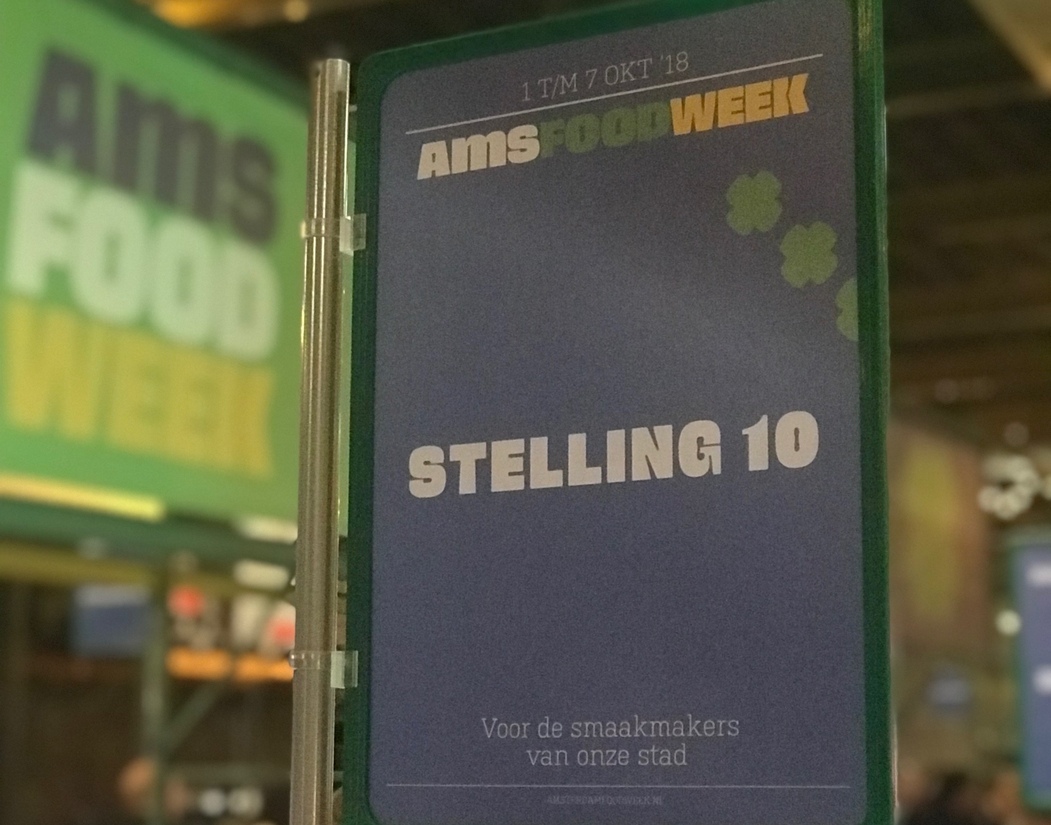 AMS
FOOD
WEEK
1 T/M 7 OKT '18
AMSFOODWEEK
STELLING 10
Voor de smaakmakers
van onze stad